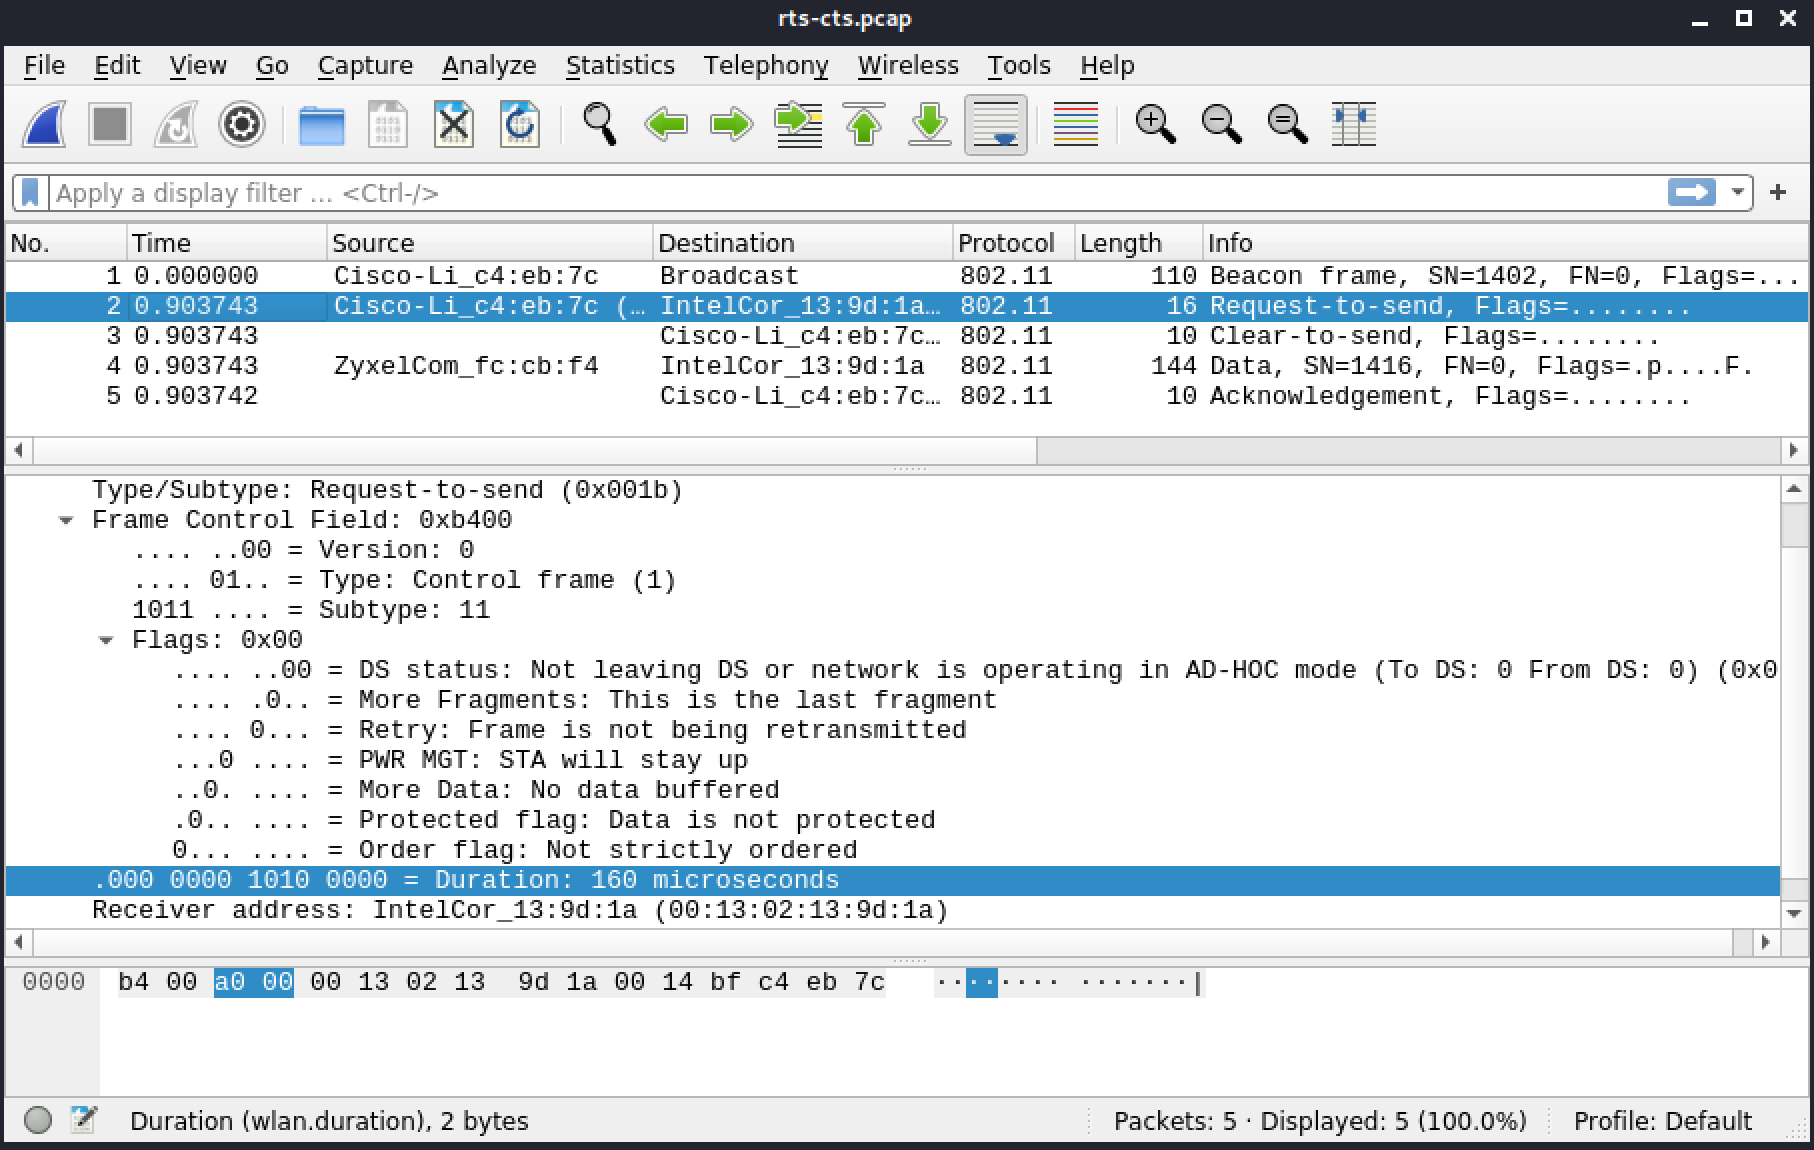 rts-cts.pcap
File Edit View Go Capture Analyze Statistics Telephony Wireless Tools Help
Apply a display filter ... <Ctrl-/>
No. Time Source Destination Protocol Length Info
1 0.000000 Cisco-Li_c4:eb:7c Broadcast 802.11 110 Beacon frame, SN=1402, FN=0, Flags=...
2 0.903743 Cisco-Li_c4:eb:7c (… IntelCor_13:9d:1a… 802.11 16 Request-to-send, Flags=........
3 0.903743 Cisco-Li_c4:eb:7c… 802.11 10 Clear-to-send, Flags=........
4 0.903743 ZyxelCom_fc:cb:f4 IntelCor_13:9d:1a 802.11 144 Data, SN=1416, FN=0, Flags=.p....F.
5 0.903742 Cisco-Li_c4:eb:7c… 802.11 10 Acknowledgement, Flags=........
Type/Subtype: Request-to-send (0x001b)
Frame Control Field: 0xb400
.... ..00 = Version: 0
.... 01.. = Type: Control frame (1)
1011 .... = Subtype: 11
Flags: 0x00
.... ..00 = DS status: Not leaving DS or network is operating in AD-HOC mode (To DS: 0 From DS: 0) (0x0
.... .0.. = More Fragments: This is the last fragment
.... 0... = Retry: Frame is not being retransmitted
...0 .... = PWR MGT: STA will stay up
..0. .... = More Data: No data buffered
.0.. .... = Protected flag: Data is not protected
0... .... = Order flag: Not strictly ordered
.000 0000 1010 0000 = Duration: 160 microseconds
Receiver address: IntelCor_13:9d:1a (00:13:02:13:9d:1a)
0000 b4 00 a0 00 00 13 02 13 9d 1a 00 14 bf c4 eb 7c ········ ·······|
Duration (wlan.duration), 2 bytes Packets: 5 · Displayed: 5 (100.0%) Profile: Default